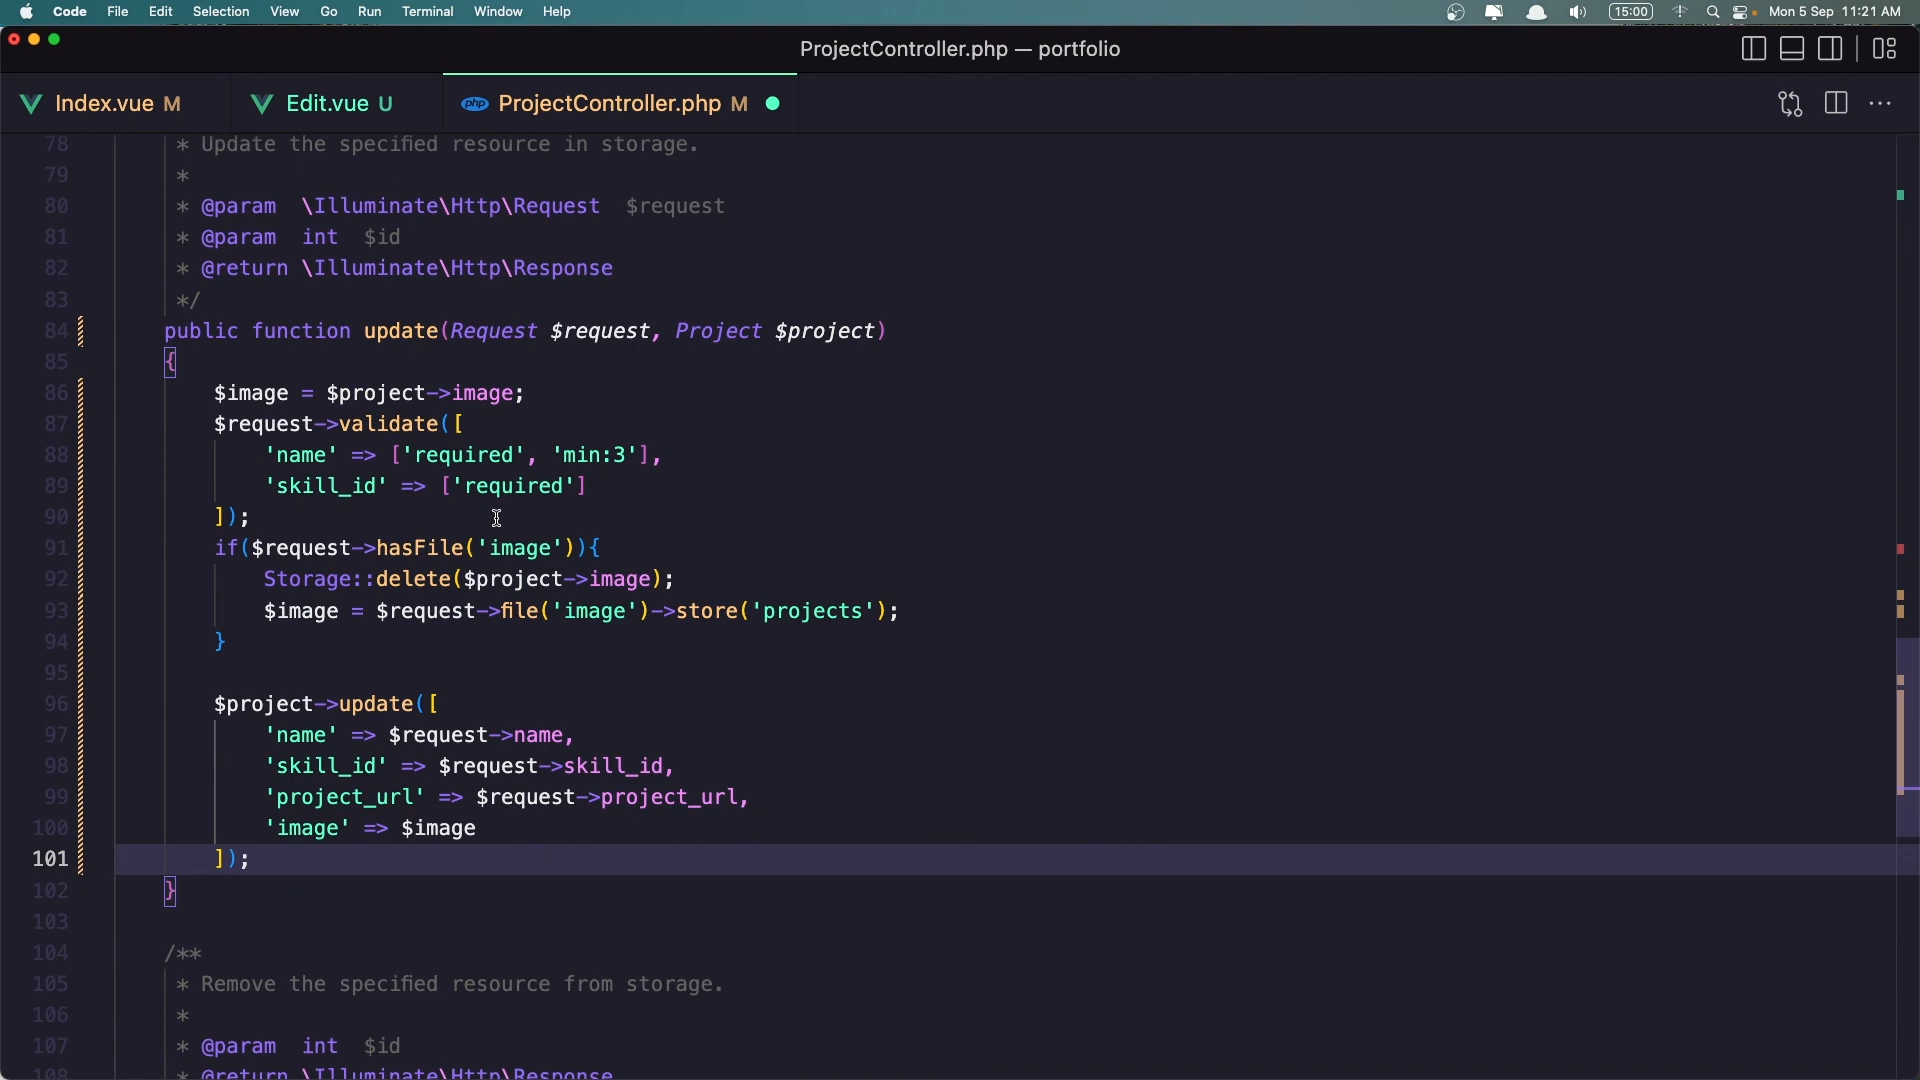 Code File Edit Selection View Go Run Terminal Window Help 15:00 Mon 5 Sep 11:21 AM
ProjectController.php — portfolio
Index.vue M Edit.vue U php ProjectController.php M
78 * Update the specified resource in storage.
79 *
80 * @param \Illuminate\Http\Request $request
81 * @param int $id
82 * @return \Illuminate\Http\Response
83 */
84 public function update(Request $request, Project $project)
85 {
86 $image = $project->image;
87 $request->validate([
88 'name' => ['required', 'min:3'],
89 'skill_id' => ['required']
90 ]);
91 if($request->hasFile('image')){
92 Storage::delete($project->image);
93 $image = $request->file('image')->store('projects');
94 }
95
96 $project->update([
97 'name' => $request->name,
98 'skill_id' => $request->skill_id,
99 'project_url' => $request->project_url,
100 'image' => $image
101 ]);
102 }
103
104 /**
105 * Remove the specified resource from storage.
106 *
107 * @param int $id
108 * @return \Illuminate\Http\Response